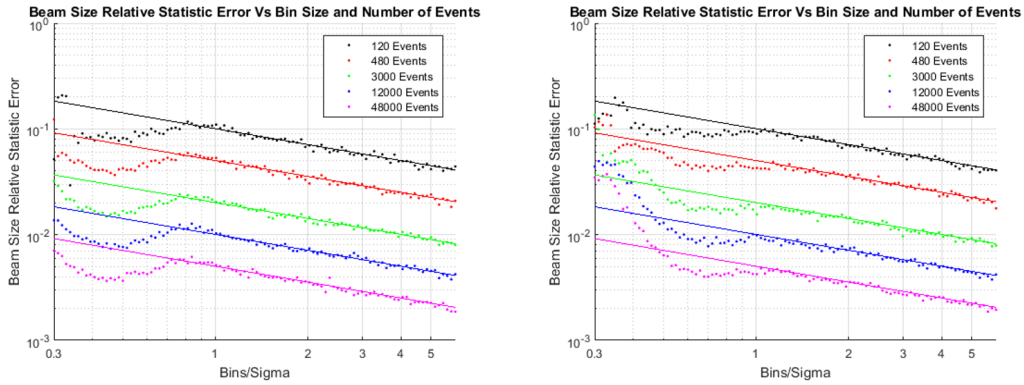 Beam Size Relative Statistic Error Vs Bin Size and Number of Events
Beam Size Relative Statistic Error
10^0
10^-1
10^-2
10^-3
120 Events
480 Events
3000 Events
12000 Events
48000 Events
0.3 1 2 3 4 5
Bins/Sigma
Beam Size Relative Statistic Error Vs Bin Size and Number of Events
Beam Size Relative Statistic Error
10^0
10^-1
10^-2
10^-3
120 Events
480 Events
3000 Events
12000 Events
48000 Events
0.3 1 2 3 4 5
Bins/Sigma